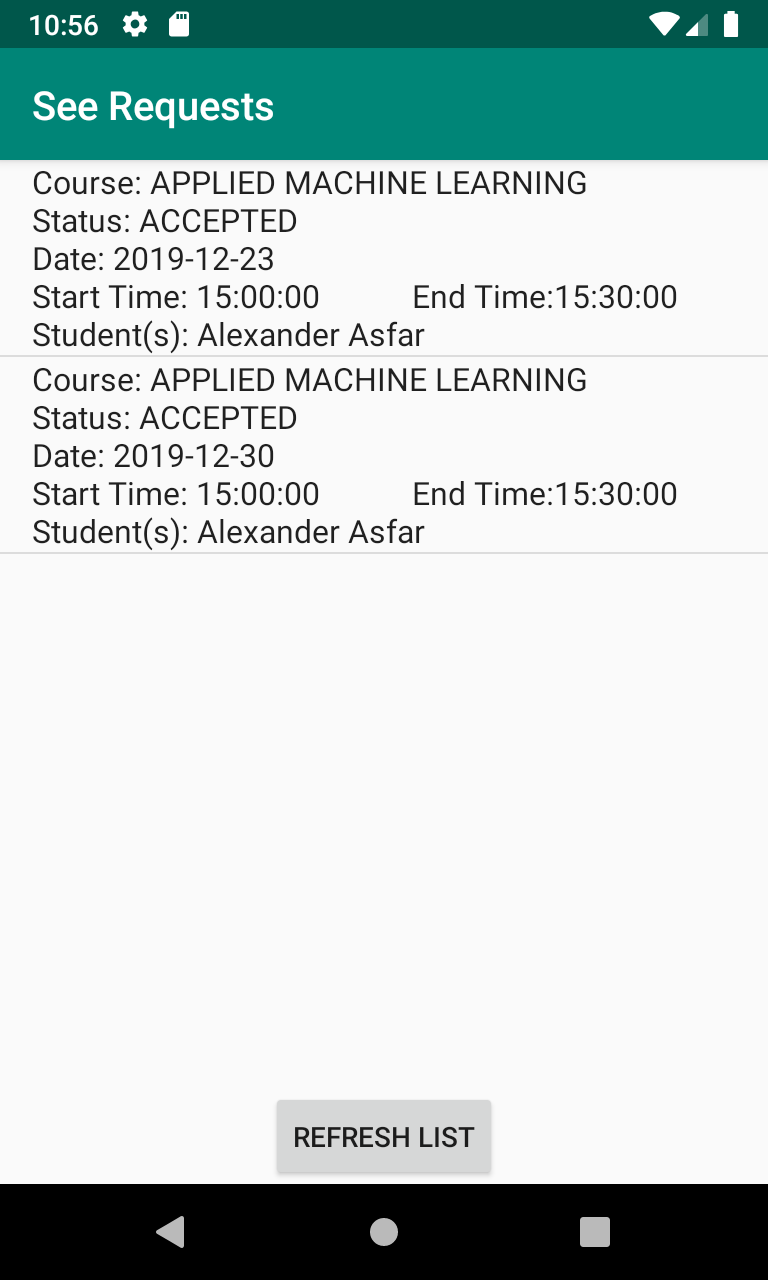 10:56
See Requests
Course: APPLIED MACHINE LEARNING
Status: ACCEPTED
Date: 2019-12-23
Start Time: 15:00:00 End Time:15:30:00
Student(s): Alexander Asfar
Course: APPLIED MACHINE LEARNING
Status: ACCEPTED
Date: 2019-12-30
Start Time: 15:00:00 End Time:15:30:00
Student(s): Alexander Asfar
REFRESH LIST